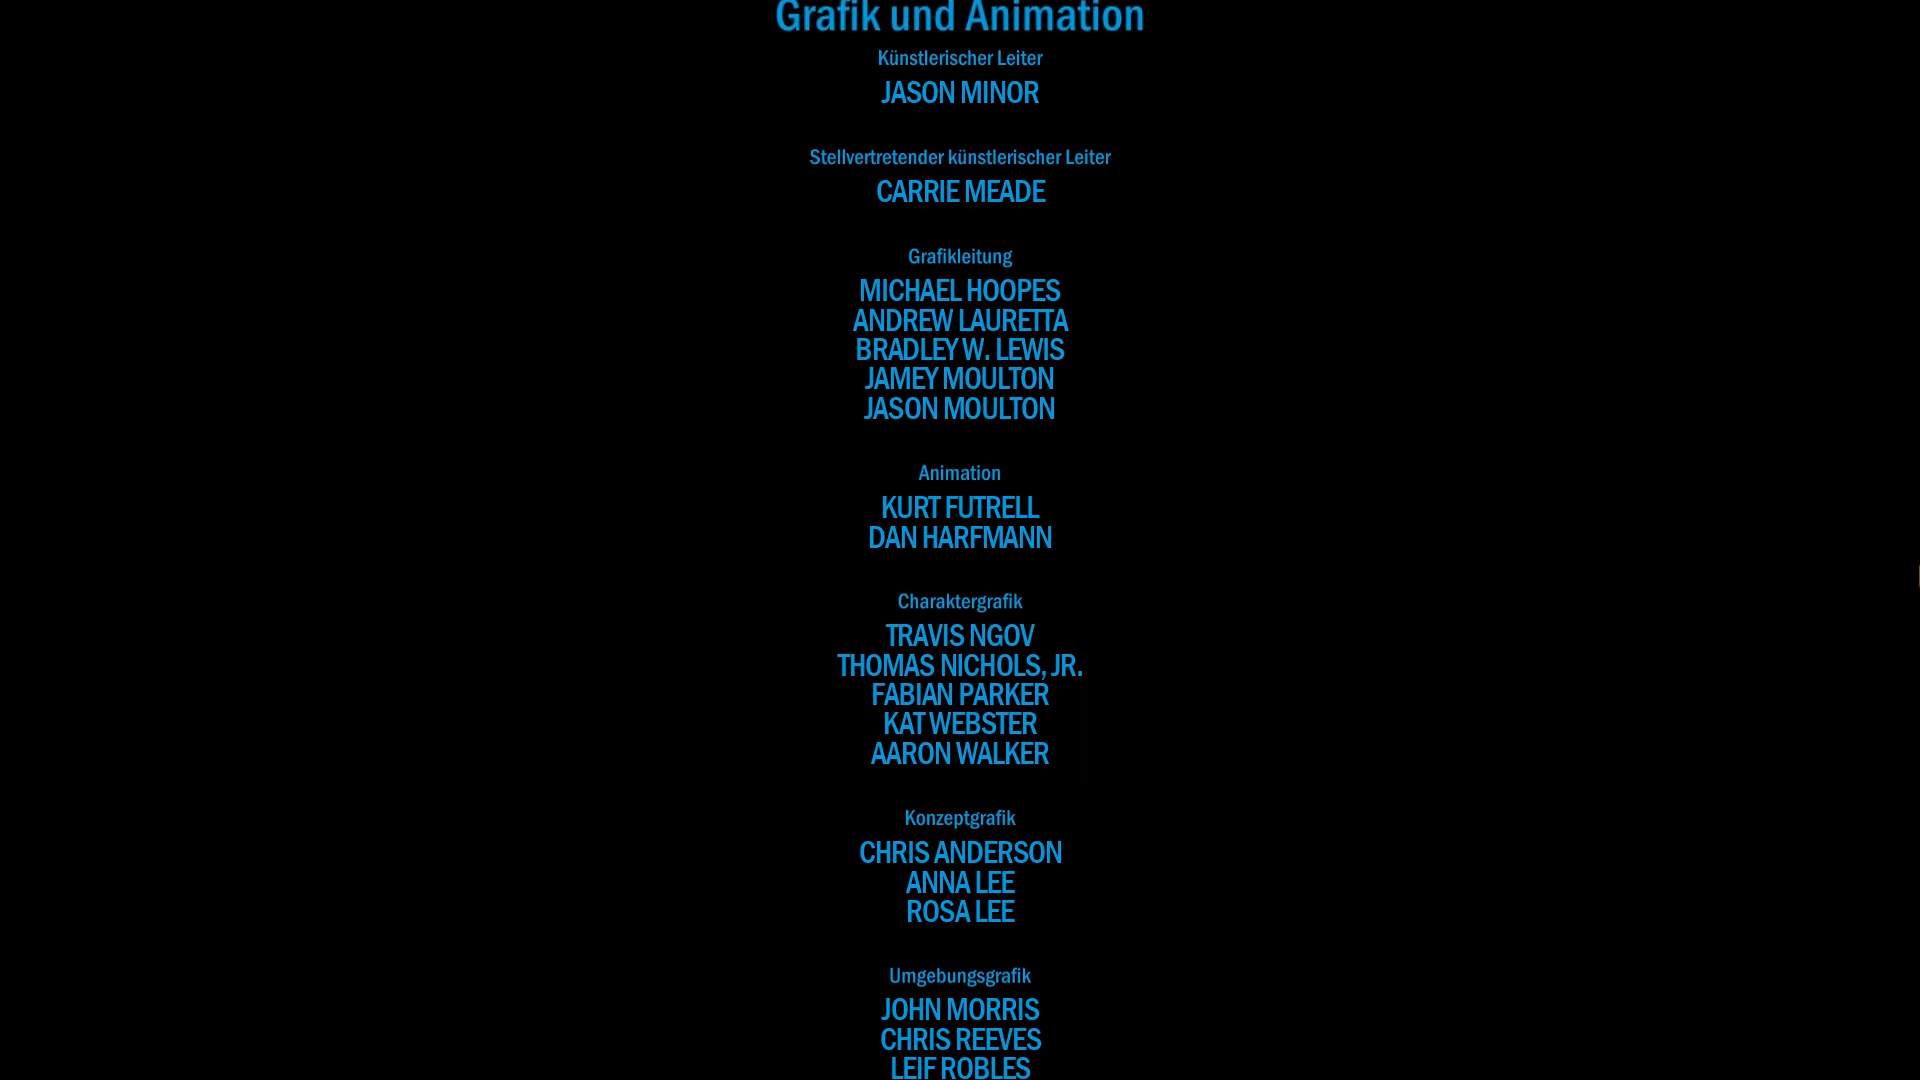 Grafik und Animation
Künstlerischer Leiter
JASON MINOR
Stellvertretender künstlerischer Leiter
CARRIE MEADE
Grafikleitung
MICHAEL HOOPES
ANDREW LAURETTA
BRADLEY W. LEWIS
JAMEY MOULTON
JASON MOULTON
Animation
KURT FUTRELL
DAN HARFMANN
Charaktergrafik
TRAVIS NGOV
THOMAS NICHOLS, JR.
FABIAN PARKER
KAT WEBSTER
AARON WALKER
Konzeptgrafik
CHRIS ANDERSON
ANNA LEE
ROSA LEE
Umgebungsgrafik
JOHN MORRIS
CHRIS REEVES
LEIF ROBLES